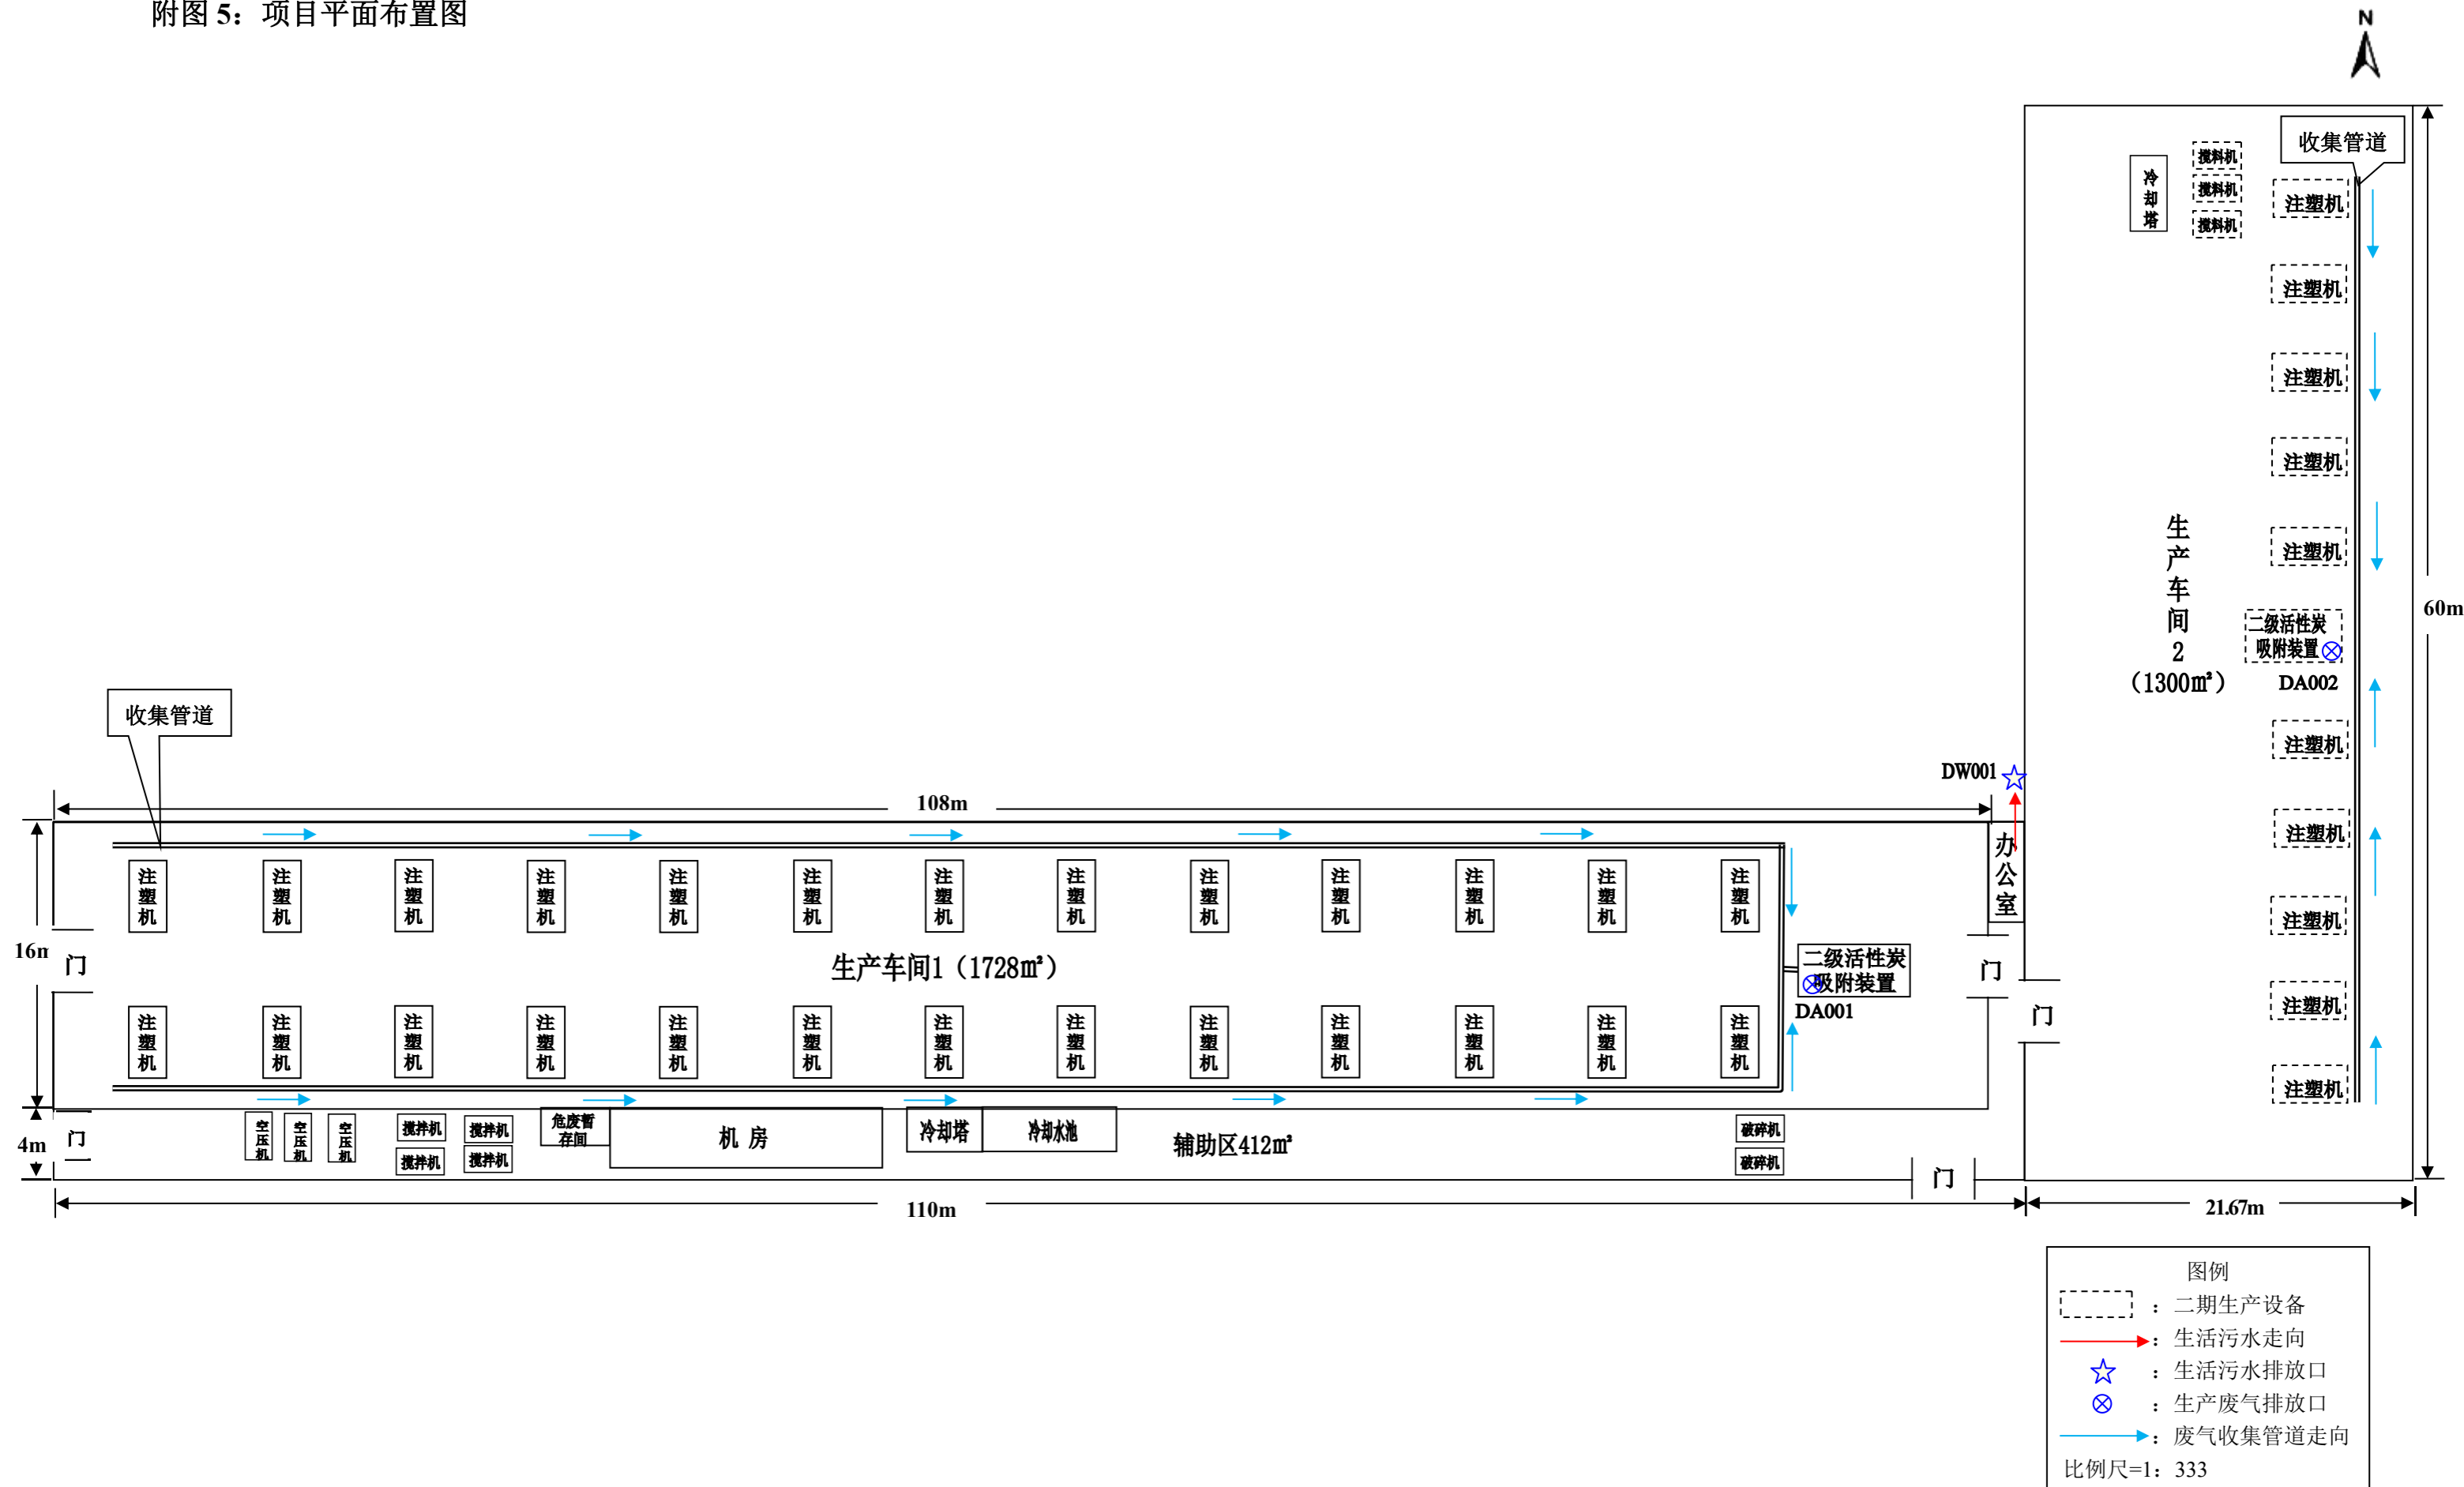 附图 5：项目平面布置图
N
收集管道
冷却塔
搅料机
搅料机
搅料机
注塑机
注塑机
注塑机
注塑机
注塑机
生产车间2
（1300㎡）
60m
二级活性炭
吸附装置
DA002
注塑机
注塑机
注塑机
注塑机
注塑机
收集管道
DW001
108m
办公室
16m
门
注塑机
注塑机
注塑机
注塑机
注塑机
注塑机
注塑机
注塑机
注塑机
注塑机
注塑机
注塑机
注塑机
生产车间1（1728㎡）
二级活性炭
吸附装置
DA001
门
门
注塑机
注塑机
注塑机
注塑机
注塑机
注塑机
注塑机
注塑机
注塑机
注塑机
注塑机
注塑机
注塑机
4m
门
空压机
空压机
空压机
搅拌机
搅拌机
搅拌机
搅拌机
危废暂
存间
机 房
冷却塔
冷却水池
辅助区412㎡
破碎机
破碎机
门
110m
21.67m
图例
：二期生产设备
：生活污水走向
：生活污水排放口
：生产废气排放口
：废气收集管道走向
比例尺=1：333